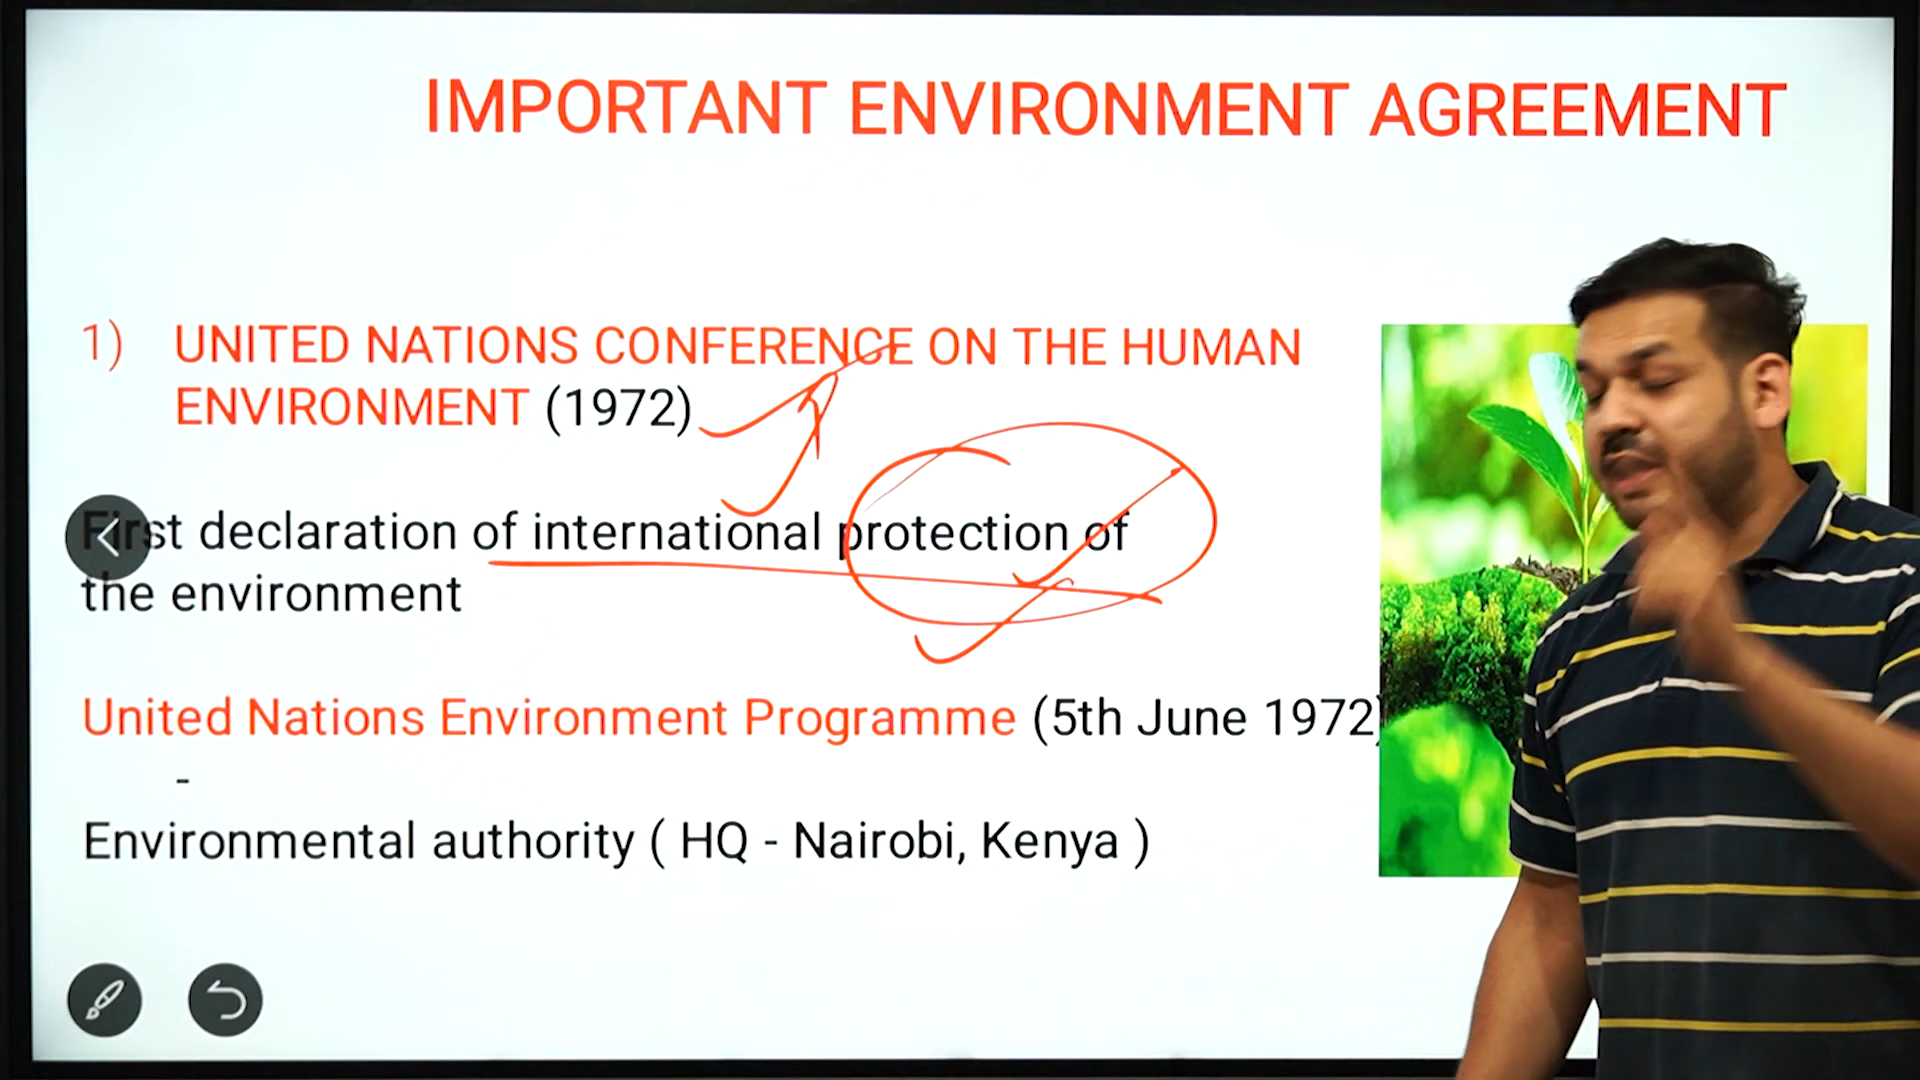 IMPORTANT ENVIRONMENT AGREEMENT
1) UNITED NATIONS CONFERENCE ON THE HUMAN
ENVIRONMENT (1972)
First declaration of international protection of
the environment
United Nations Environment Programme (5th June 1972)
-
Environmental authority ( HQ - Nairobi, Kenya )